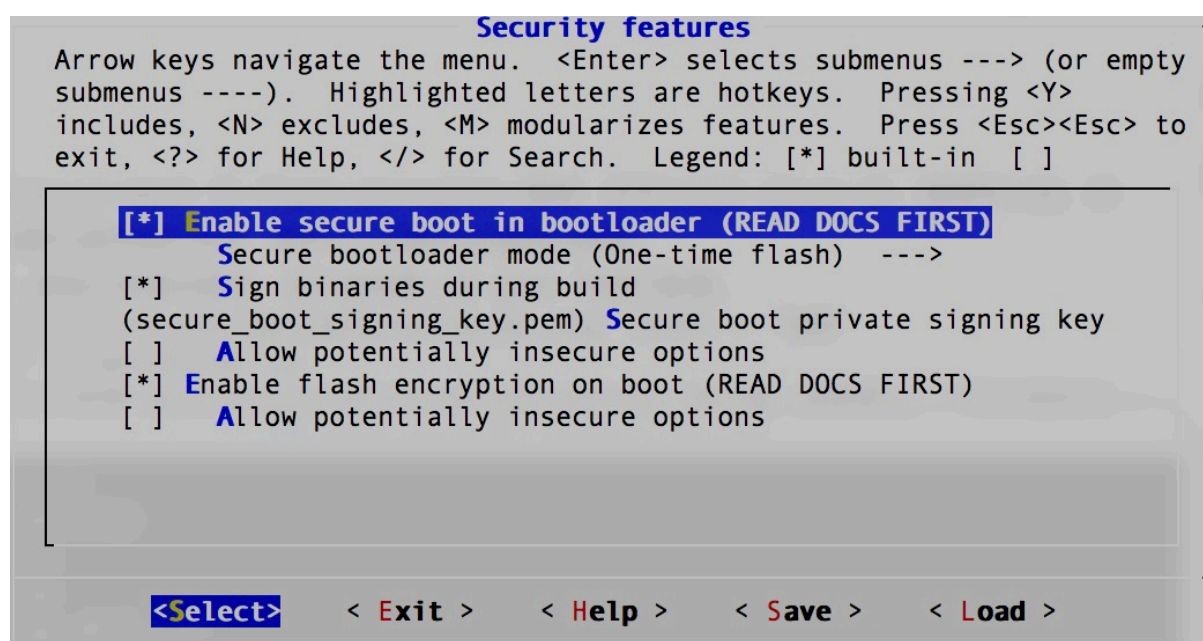 Security features
Arrow keys navigate the menu.  <Enter> selects submenus ---> (or empty
submenus ----).  Highlighted letters are hotkeys.  Pressing <Y>
includes, <N> excludes, <M> modularizes features.  Press <Esc><Esc> to
exit, <?> for Help, </> for Search.  Legend: [*] built-in  [ ]
[*] Enable secure boot in bootloader (READ DOCS FIRST)
Secure bootloader mode (One-time flash)  --->
[*]   Sign binaries during build
(secure_boot_signing_key.pem) Secure boot private signing key
[ ]   Allow potentially insecure options
[*] Enable flash encryption on boot (READ DOCS FIRST)
[ ]   Allow potentially insecure options
<Select>    < Exit >    < Help >    < Save >    < Load >